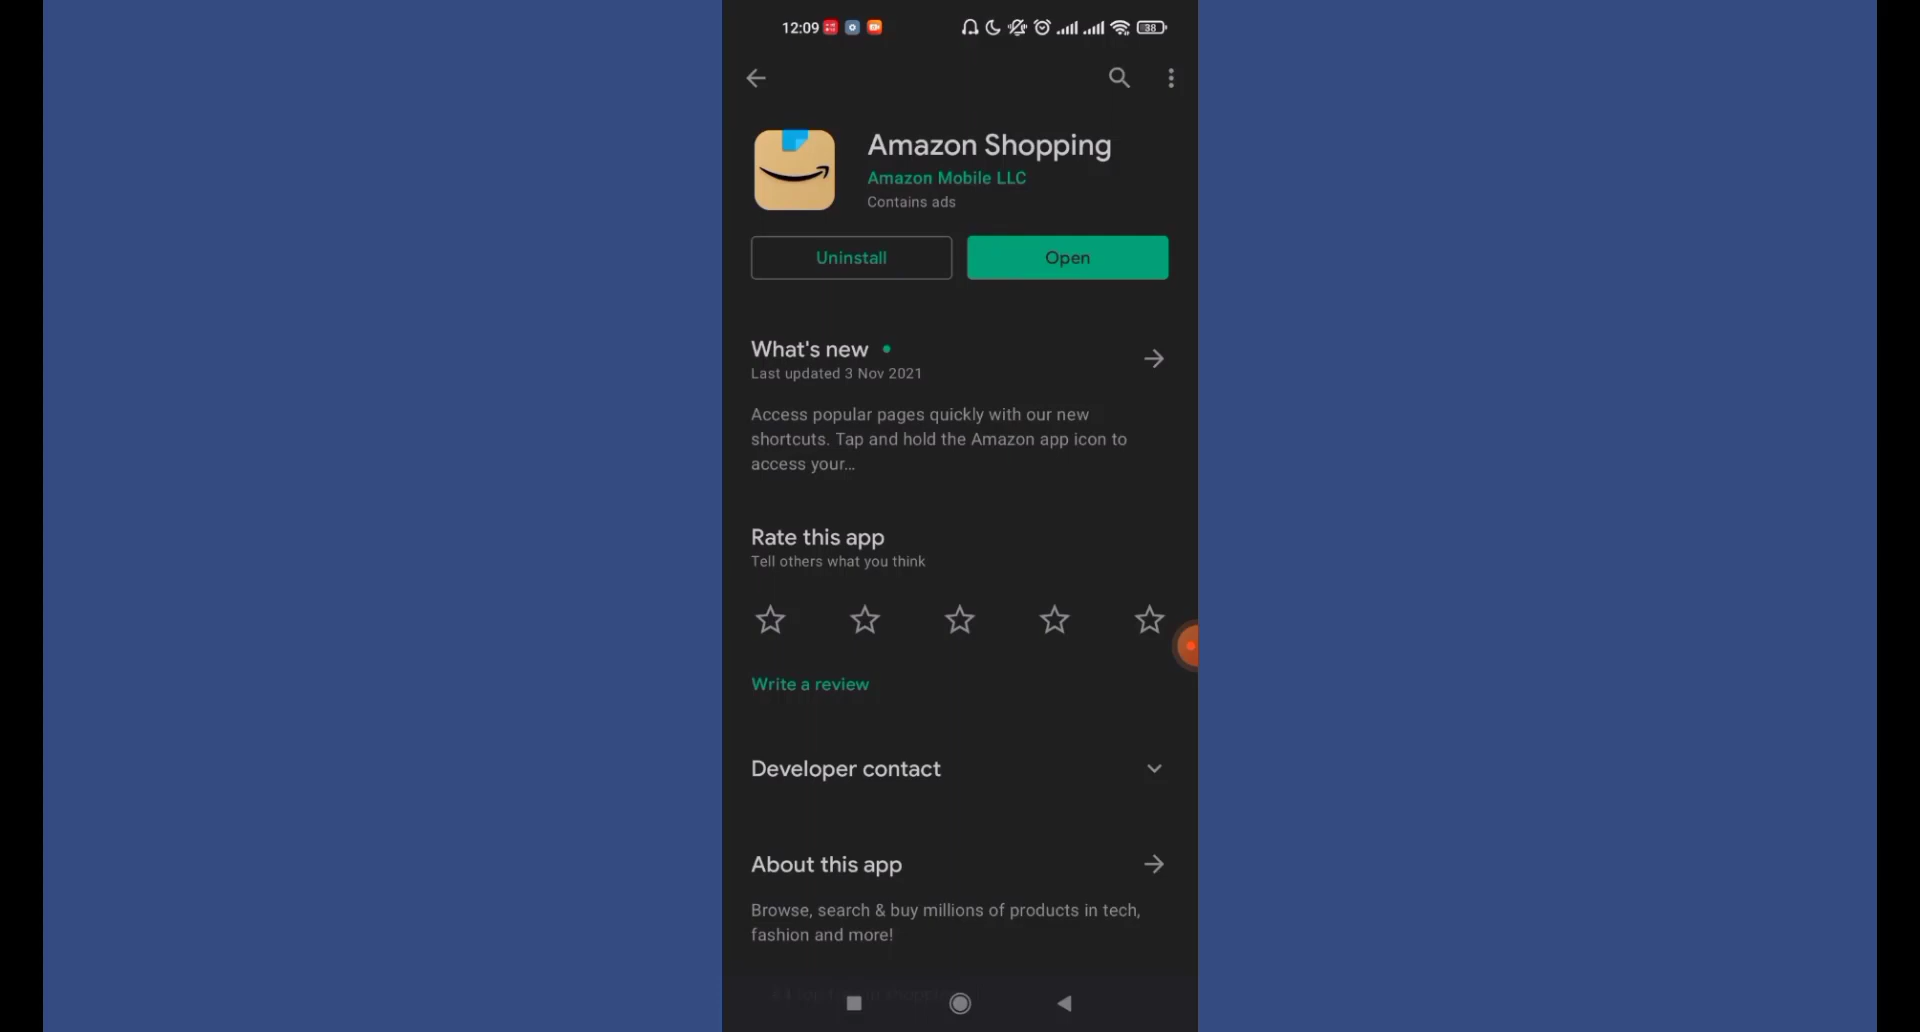 12:09
38
Amazon Shopping
Amazon Mobile LLC
Contains ads
Uninstall
Open
What's new
Last updated 3 Nov 2021
Access popular pages quickly with our new
shortcuts. Tap and hold the Amazon app icon to
access your...
Rate this app
Tell others what you think
Write a review
Developer contact
About this app
Browse, search & buy millions of products in tech,
fashion and more!